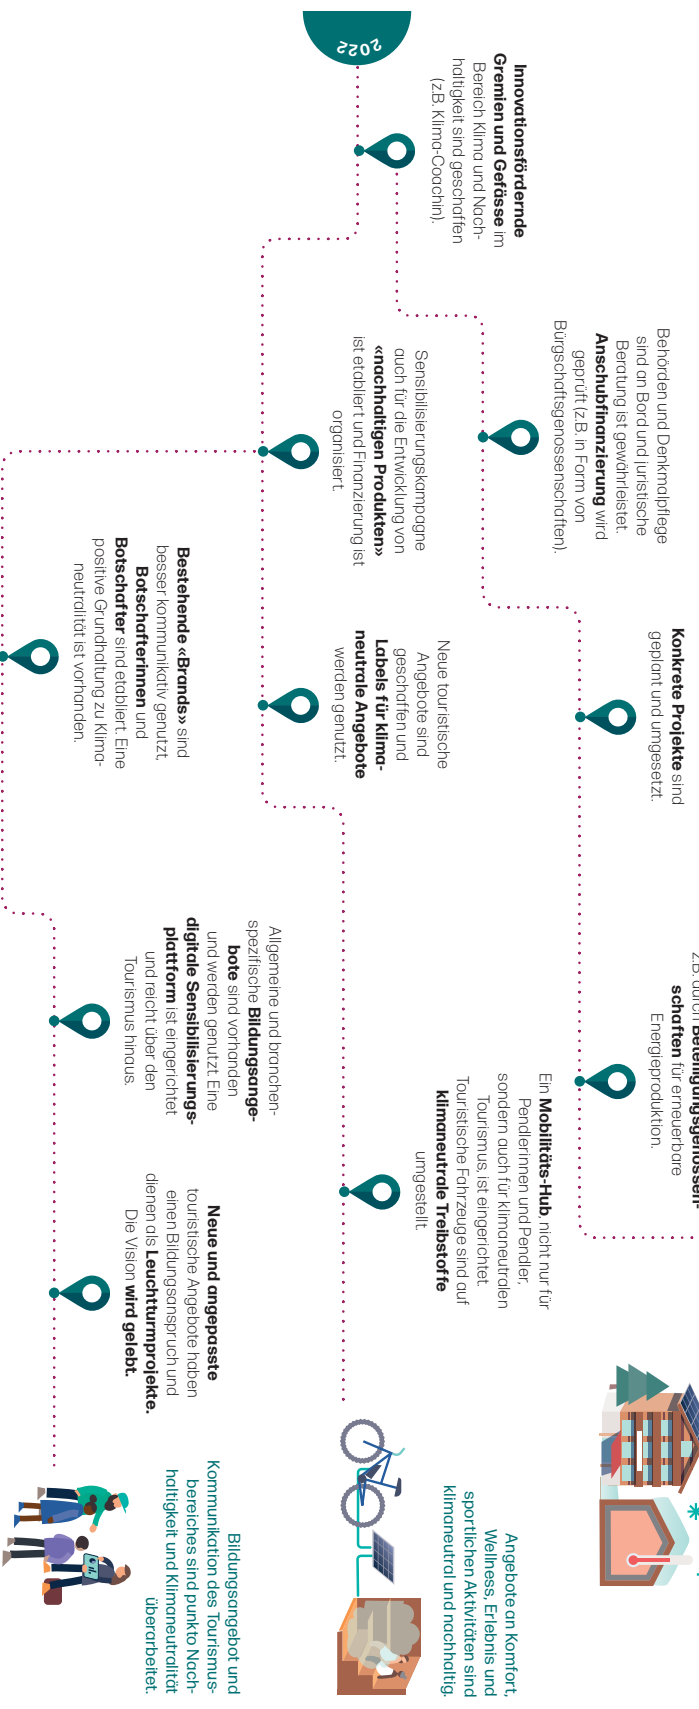 2022
Innovationsfördernde
Gremien und Gefässe im
Bereich Klima und Nach-
haltigkeit sind geschaffen
(z.B. Klima-Coachin).
Behörden und Denkmalpflege
sind an Bord und juristische
Beratung ist gewährleistet.
Anschubfinanzierung wird
geprüft (z.B. in Form von
Bürgschaftsgenossenschaften).
Sensibilisierungskampagne
auch für die Entwicklung von
«nachhaltigen Produkten»
ist etabliert und Finanzierung ist
organisiert.
Bestehende «Brands» sind
besser kommunikativ genutzt,
Botschafterinnen und
Botschafter sind etabliert. Eine
positive Grundhaltung zu Klima-
neutralität ist vorhanden.
Konkrete Projekte sind
geplant und umgesetzt.
Neue touristische
Angebote sind
geschaffen und
Labels für klima-
neutrale Angebote
werden genutzt.
z.B. durch Beteiligungsgenossen-
schaften für erneuerbare
Energieproduktion.
Allgemeine und branchen-
spezifische Bildungsange-
bote sind vorhanden
und werden genutzt. Eine
digitale Sensibilisierungs-
plattform ist eingerichtet
und reicht über den
Tourismus hinaus.
Ein Mobilitäts-Hub, nicht nur für
Pendlerinnen und Pendler,
sondern auch für klimaneutralen
Tourismus, ist eingerichtet.
Touristische Fahrzeuge sind auf
klimaneutrale Treibstoffe
umgestellt.
Neue und angepasste
touristische Angebote haben
einen Bildungsanspruch und
dienen als Leuchtturmprojekte.
Die Vision wird gelebt.
Angebote an Komfort,
Wellness, Erlebnis und
sportlichen Aktivitäten sind
klimaneutral und nachhaltig.
Bildungsangebot und
Kommunikation des Tourismus-
bereiches sind punkto Nach-
haltigkeit und Klimaneutralität
überarbeitet.